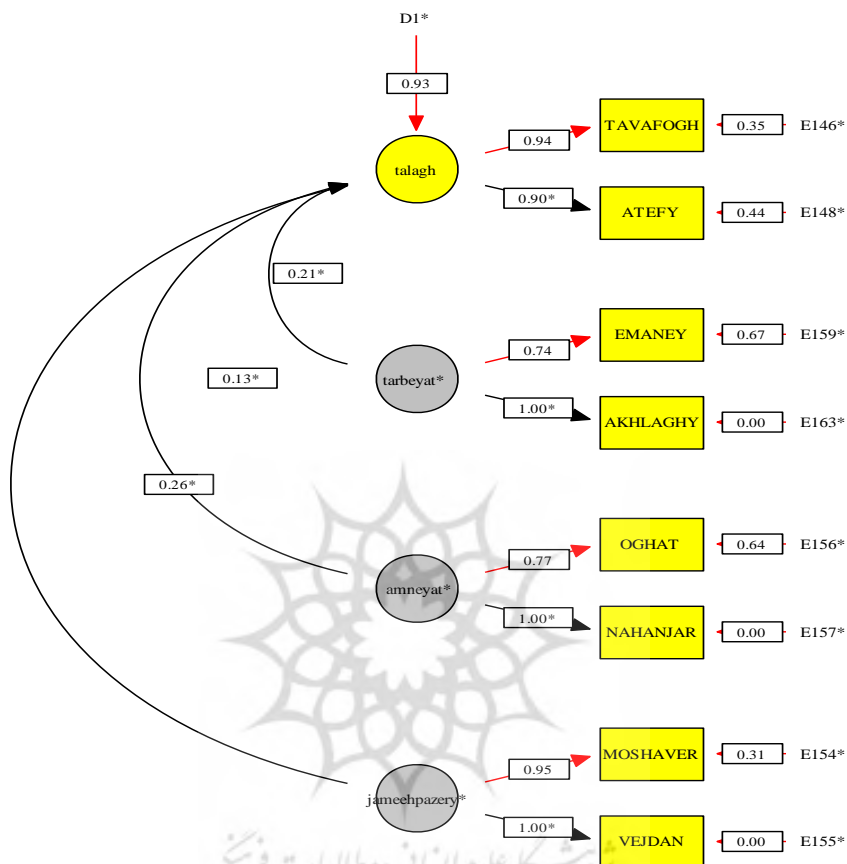 D1*
0.93
TAVAFOGH 0.35 E146*
0.94
talagh
0.90*
ATEFY 0.44 E148*
0.21*
EMANEY 0.67 E159*
0.74
tarbeyat*
0.13*
1.00*
AKHLAGHY 0.00 E163*
0.26*
OGHAT 0.64 E156*
0.77
amneyat*
1.00*
NAHANJAR 0.00 E157*
MOSHAVER 0.31 E154*
0.95
jameehpazery*
1.00*
VEJDAN 0.00 E155*